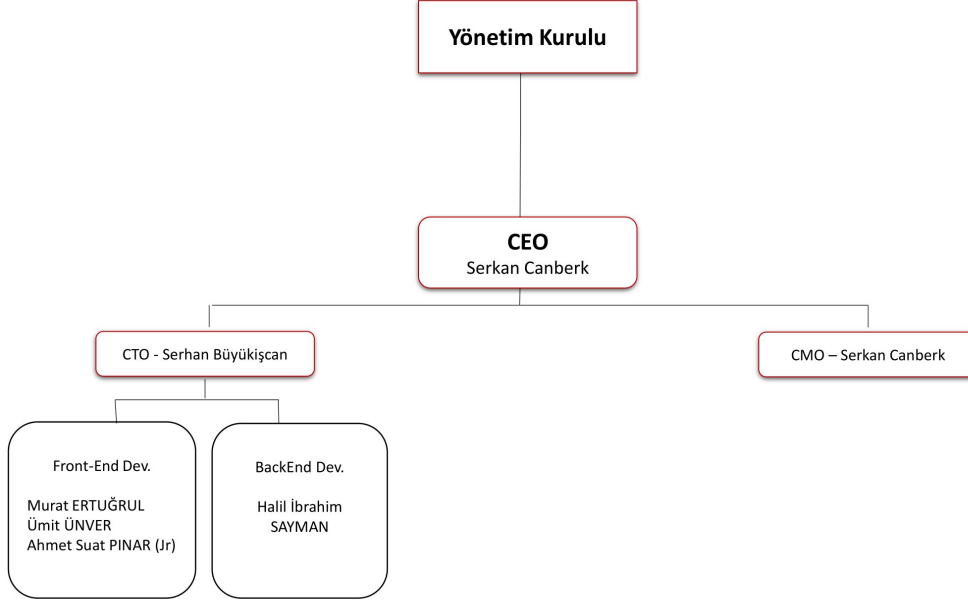 Yönetim Kurulu
CEO
Serkan Canberk
CTO - Serhan Büyükişcan
CMO – Serkan Canberk
Front-End Dev.
Murat ERTUĞRUL
Ümit ÜNVER
Ahmet Suat PINAR (Jr)
BackEnd Dev.
Halil İbrahim
SAYMAN